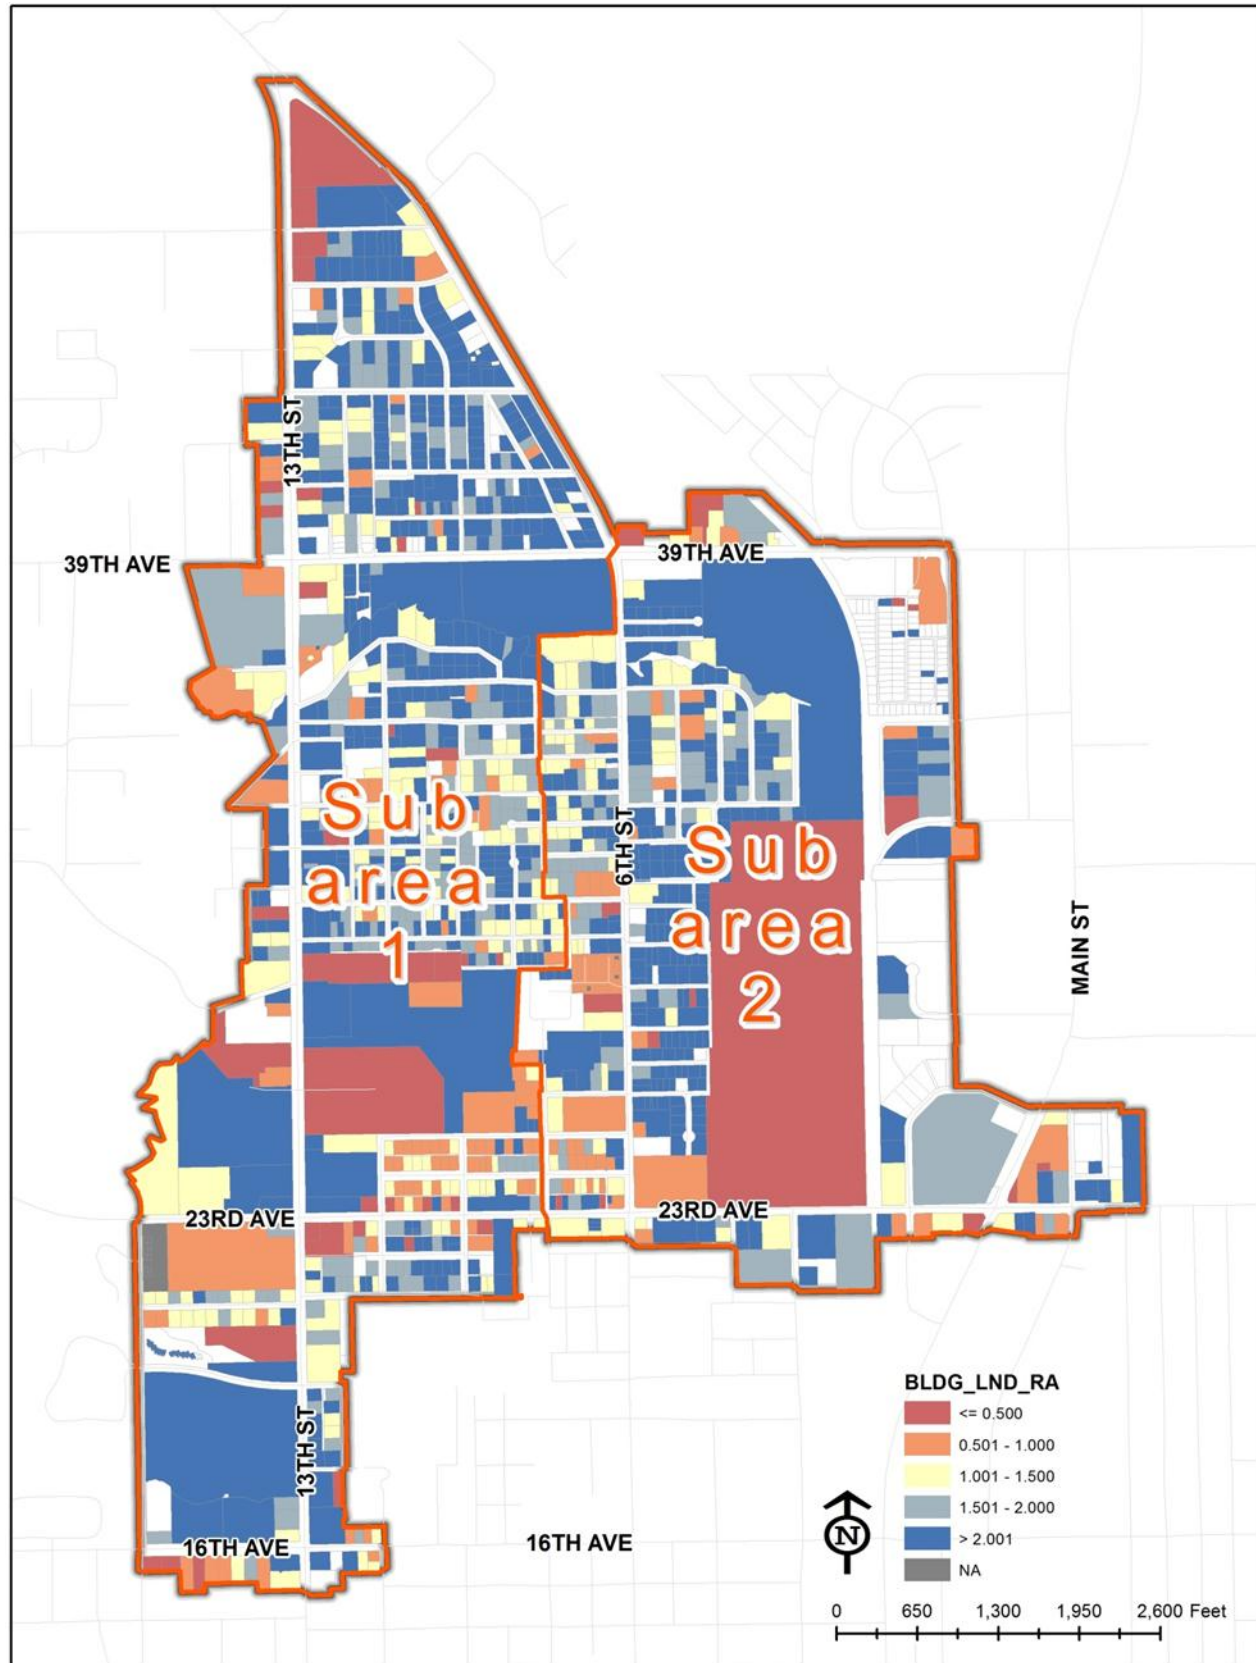 13TH ST
39TH AVE
39TH AVE
Sub
area
1
6TH ST
Sub
area
2
MAIN ST
23RD AVE
23RD AVE
13TH ST
16TH AVE
16TH AVE
BLDG_LND_RA
<= 0.500
0.501 - 1.000
1.001 - 1.500
1.501 - 2.000
> 2.001
NA
N
0 650 1,300 1,950 2,600 Feet